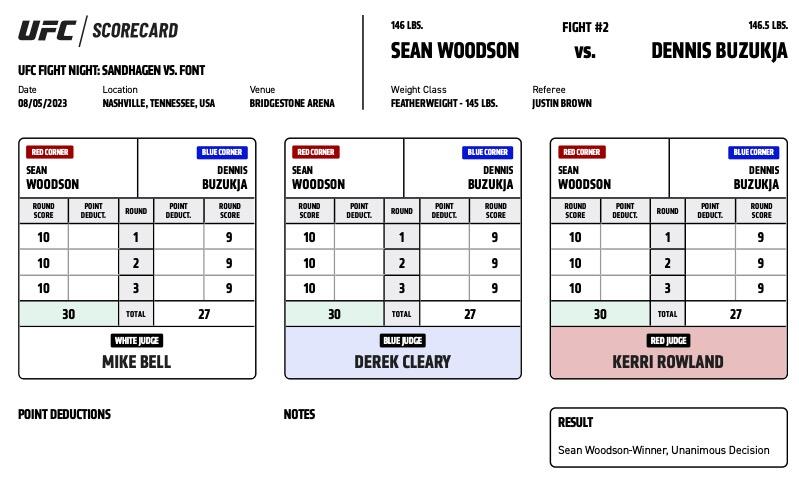 UFC / SCORECARD
UFC FIGHT NIGHT: SANDHAGEN VS. FONT
Date Location Venue
08/05/2023 NASHVILLE, TENNESSEE, USA BRIDGESTONE ARENA
146 LBS. FIGHT #2 146.5 LBS.
SEAN WOODSON vs. DENNIS BUZUKJA
Weight Class Referee
FEATHERWEIGHT - 145 LBS. JUSTIN BROWN
RED CORNER BLUE CORNER
SEAN DENNIS
WOODSON BUZUKJA
ROUND POINT ROUND POINT ROUND
SCORE DEDUCT. DEDUCT. SCORE
10 1 9
10 2 9
10 3 9
30 TOTAL 27
WHITE JUDGE
MIKE BELL
RED CORNER BLUE CORNER
SEAN DENNIS
WOODSON BUZUKJA
ROUND POINT ROUND POINT ROUND
SCORE DEDUCT. DEDUCT. SCORE
10 1 9
10 2 9
10 3 9
30 TOTAL 27
BLUE JUDGE
DEREK CLEARY
RED CORNER BLUE CORNER
SEAN DENNIS
WOODSON BUZUKJA
ROUND POINT ROUND POINT ROUND
SCORE DEDUCT. DEDUCT. SCORE
10 1 9
10 2 9
10 3 9
30 TOTAL 27
RED JUDGE
KERRI ROWLAND
POINT DEDUCTIONS
NOTES
RESULT
Sean Woodson-Winner, Unanimous Decision